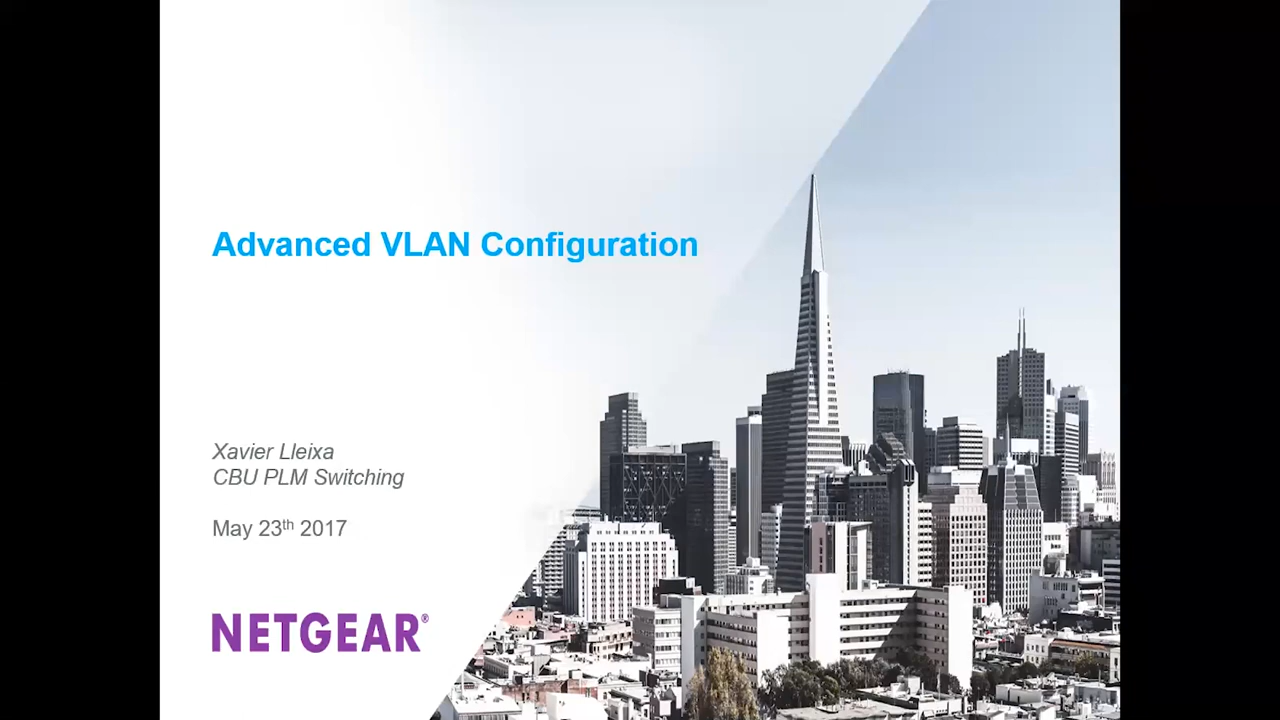 Advanced VLAN Configuration
Xavier Lleixa
CBU PLM Switching
May 23th 2017
NETGEAR®